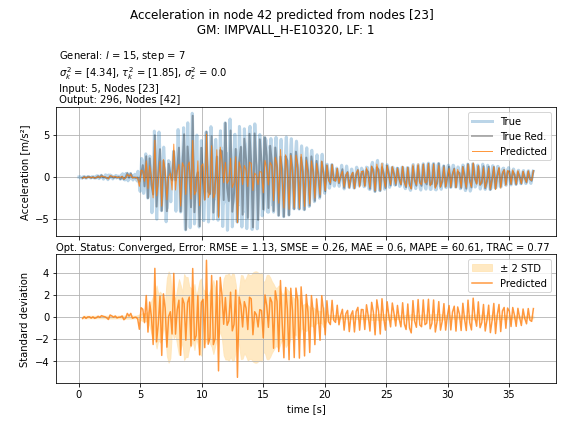 Acceleration in node 42 predicted from nodes [23]
GM: IMPVALL_H-E10320, LF: 1
General: l = 15, step = 7
σ²ₖ = [4.34], τ²ₖ = [1.85], σ²ₑ = 0.0
Input: 5, Nodes [23]
Output: 296, Nodes [42]
Acceleration [m/s²]
5
0
−5
True
True Red.
Predicted
Opt. Status: Converged, Error: RMSE = 1.13, SMSE = 0.26, MAE = 0.6, MAPE = 60.61, TRAC = 0.77
Standard deviation
4
2
0
−2
−4
± 2 STD
Predicted
0 5 10 15 20 25 30 35
time [s]